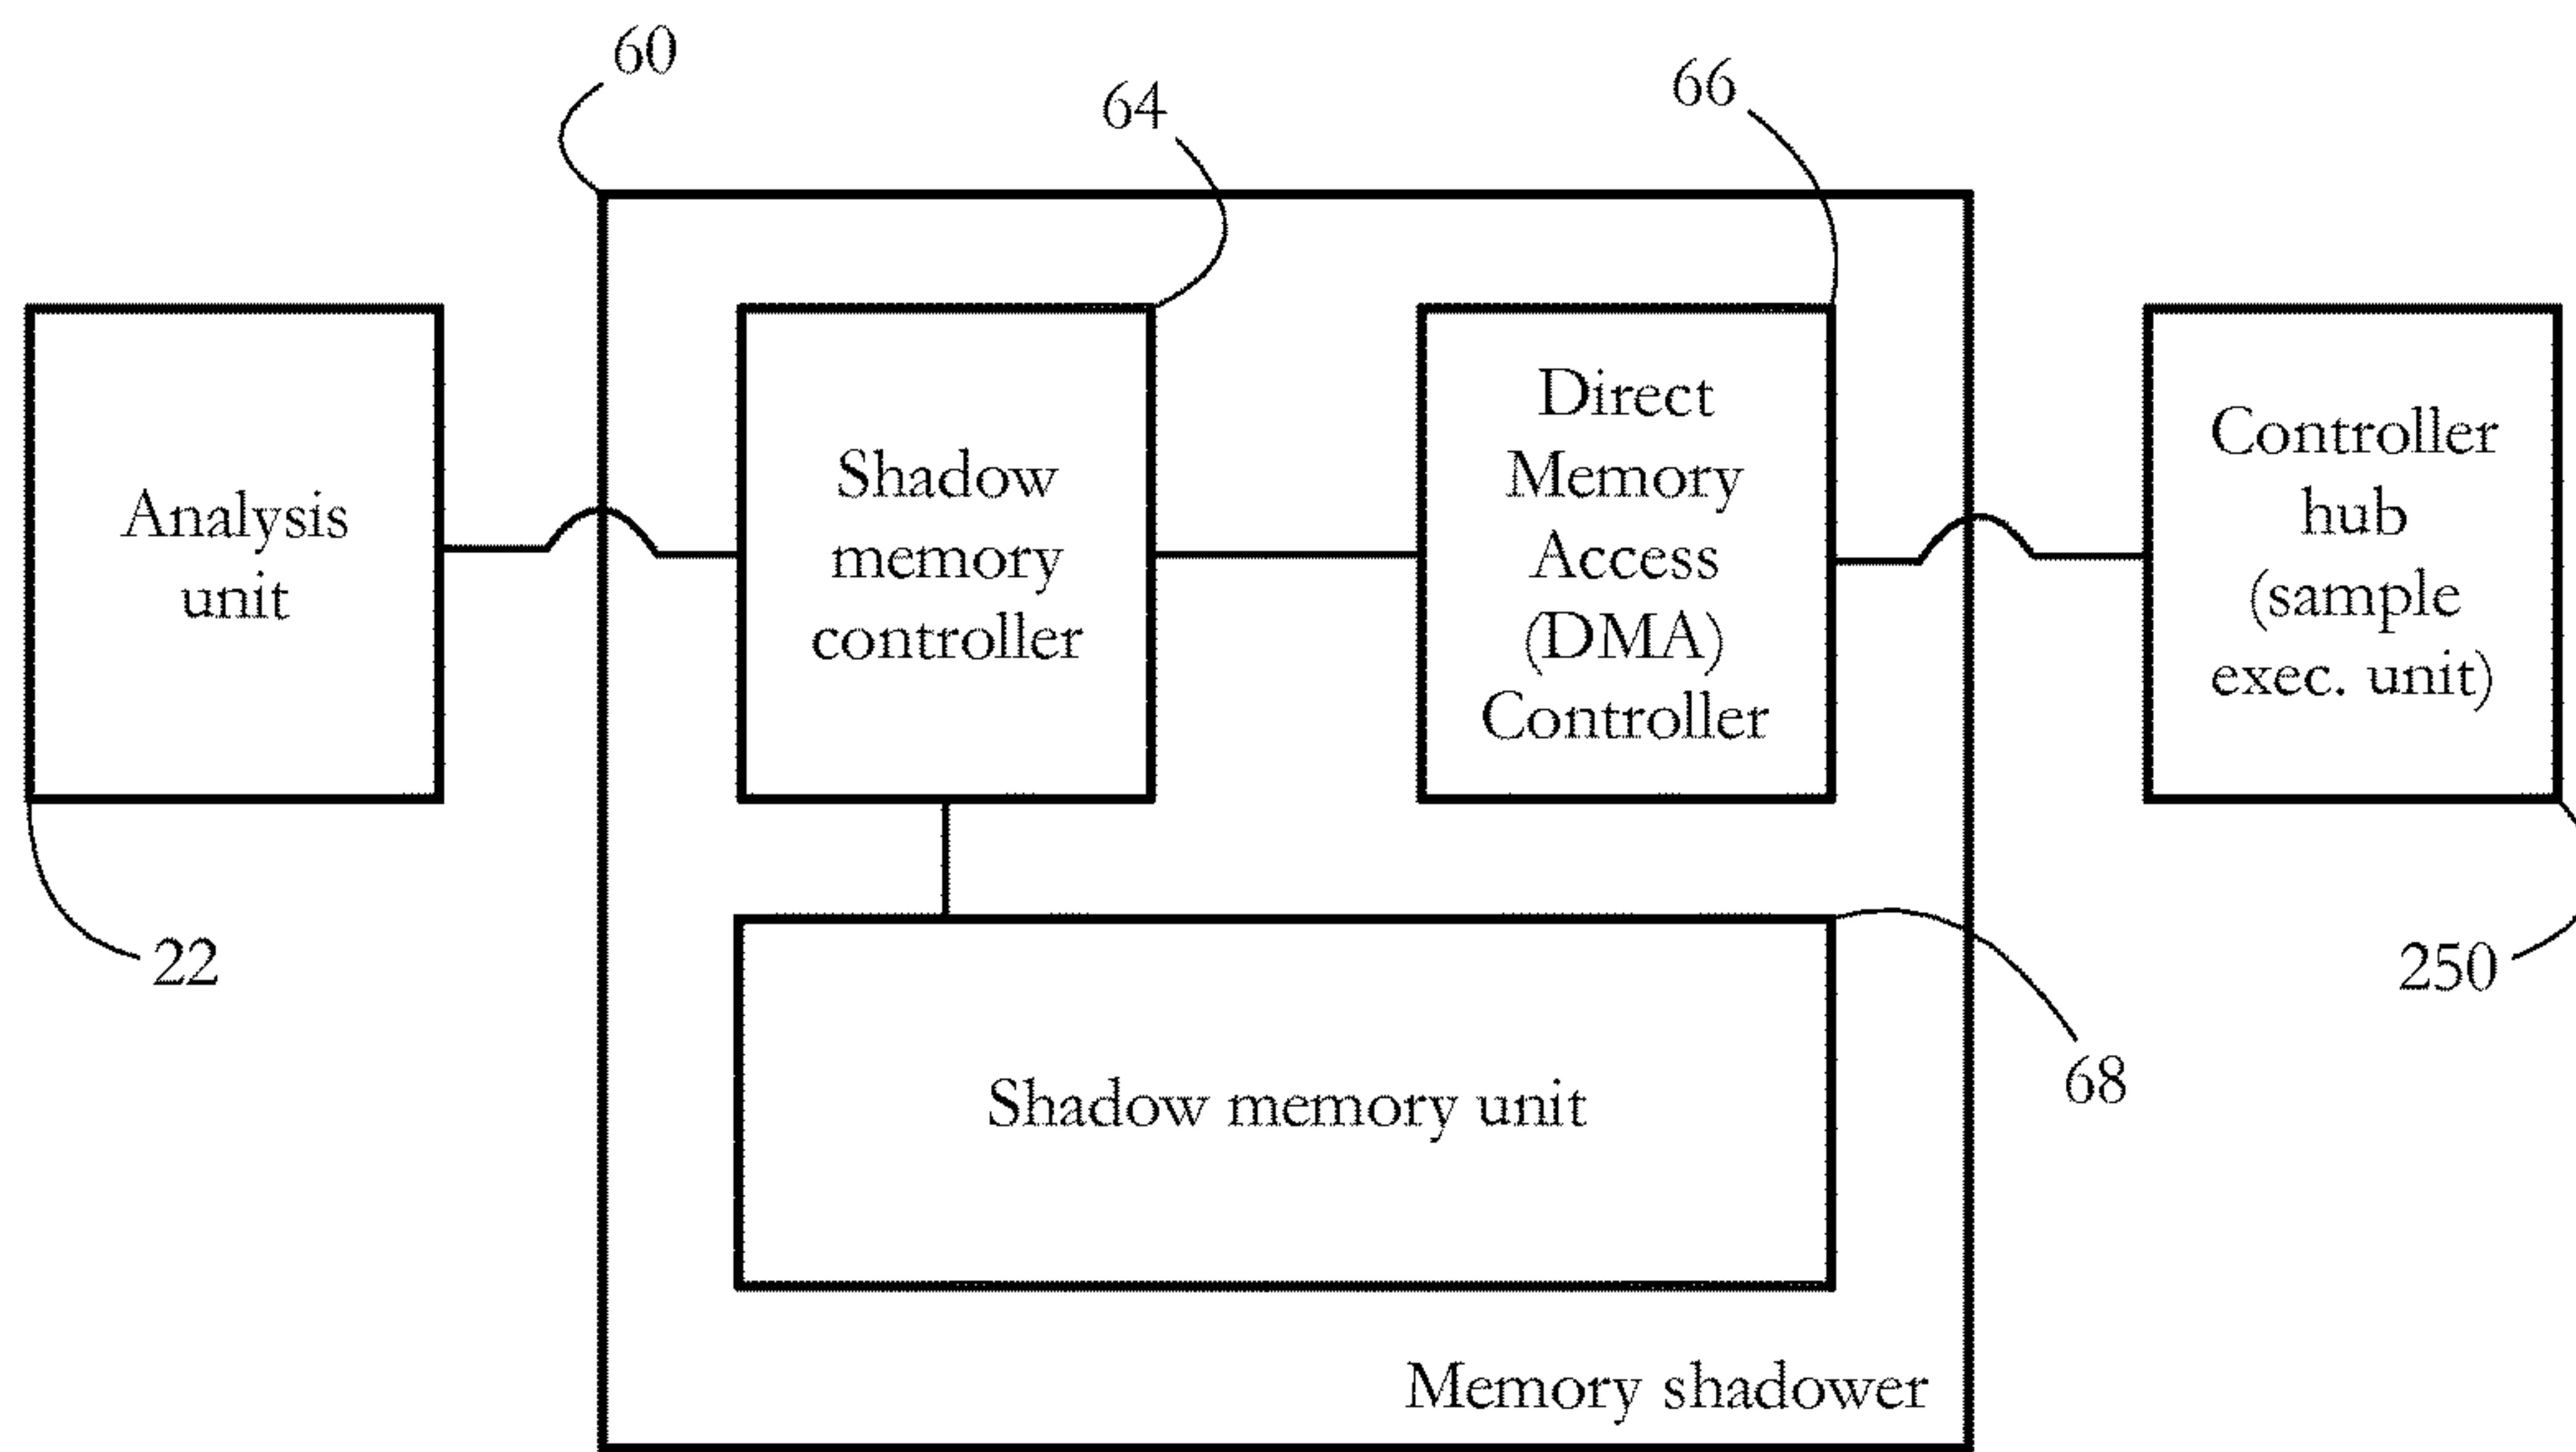 60
64
66
Analysis
unit
Shadow
memory
controller
Direct
Memory
Access
(DMA)
Controller
Controller
hub
(sample
exec. unit)
22
250
68
Shadow memory unit
Memory shadower